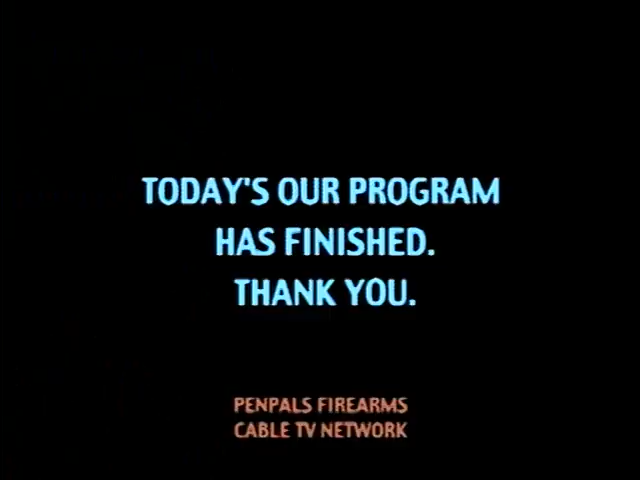 TODAY'S OUR PROGRAM
HAS FINISHED.
THANK YOU.
PENPALS FIREARMS
CABLE TV NETWORK